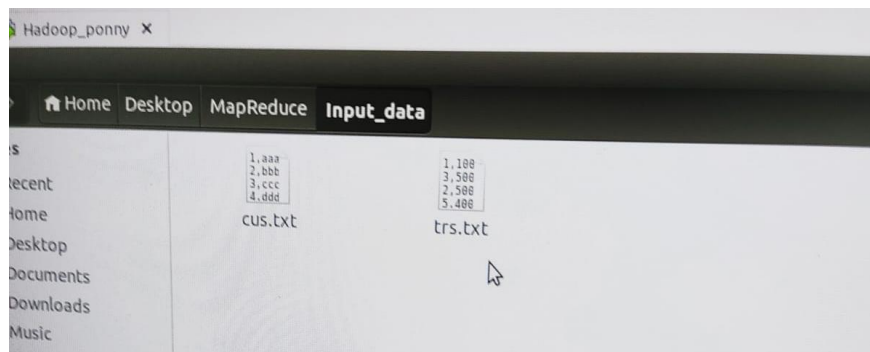 Hadoop_ponny ×
Home Desktop MapReduce Input_data
s
Recent
Home
Desktop
Documents
Downloads
Music
1,aaa
2,bbb
3,ccc
4.ddd
cus.txt
1,100
3,500
2,500
5.400
trs.txt